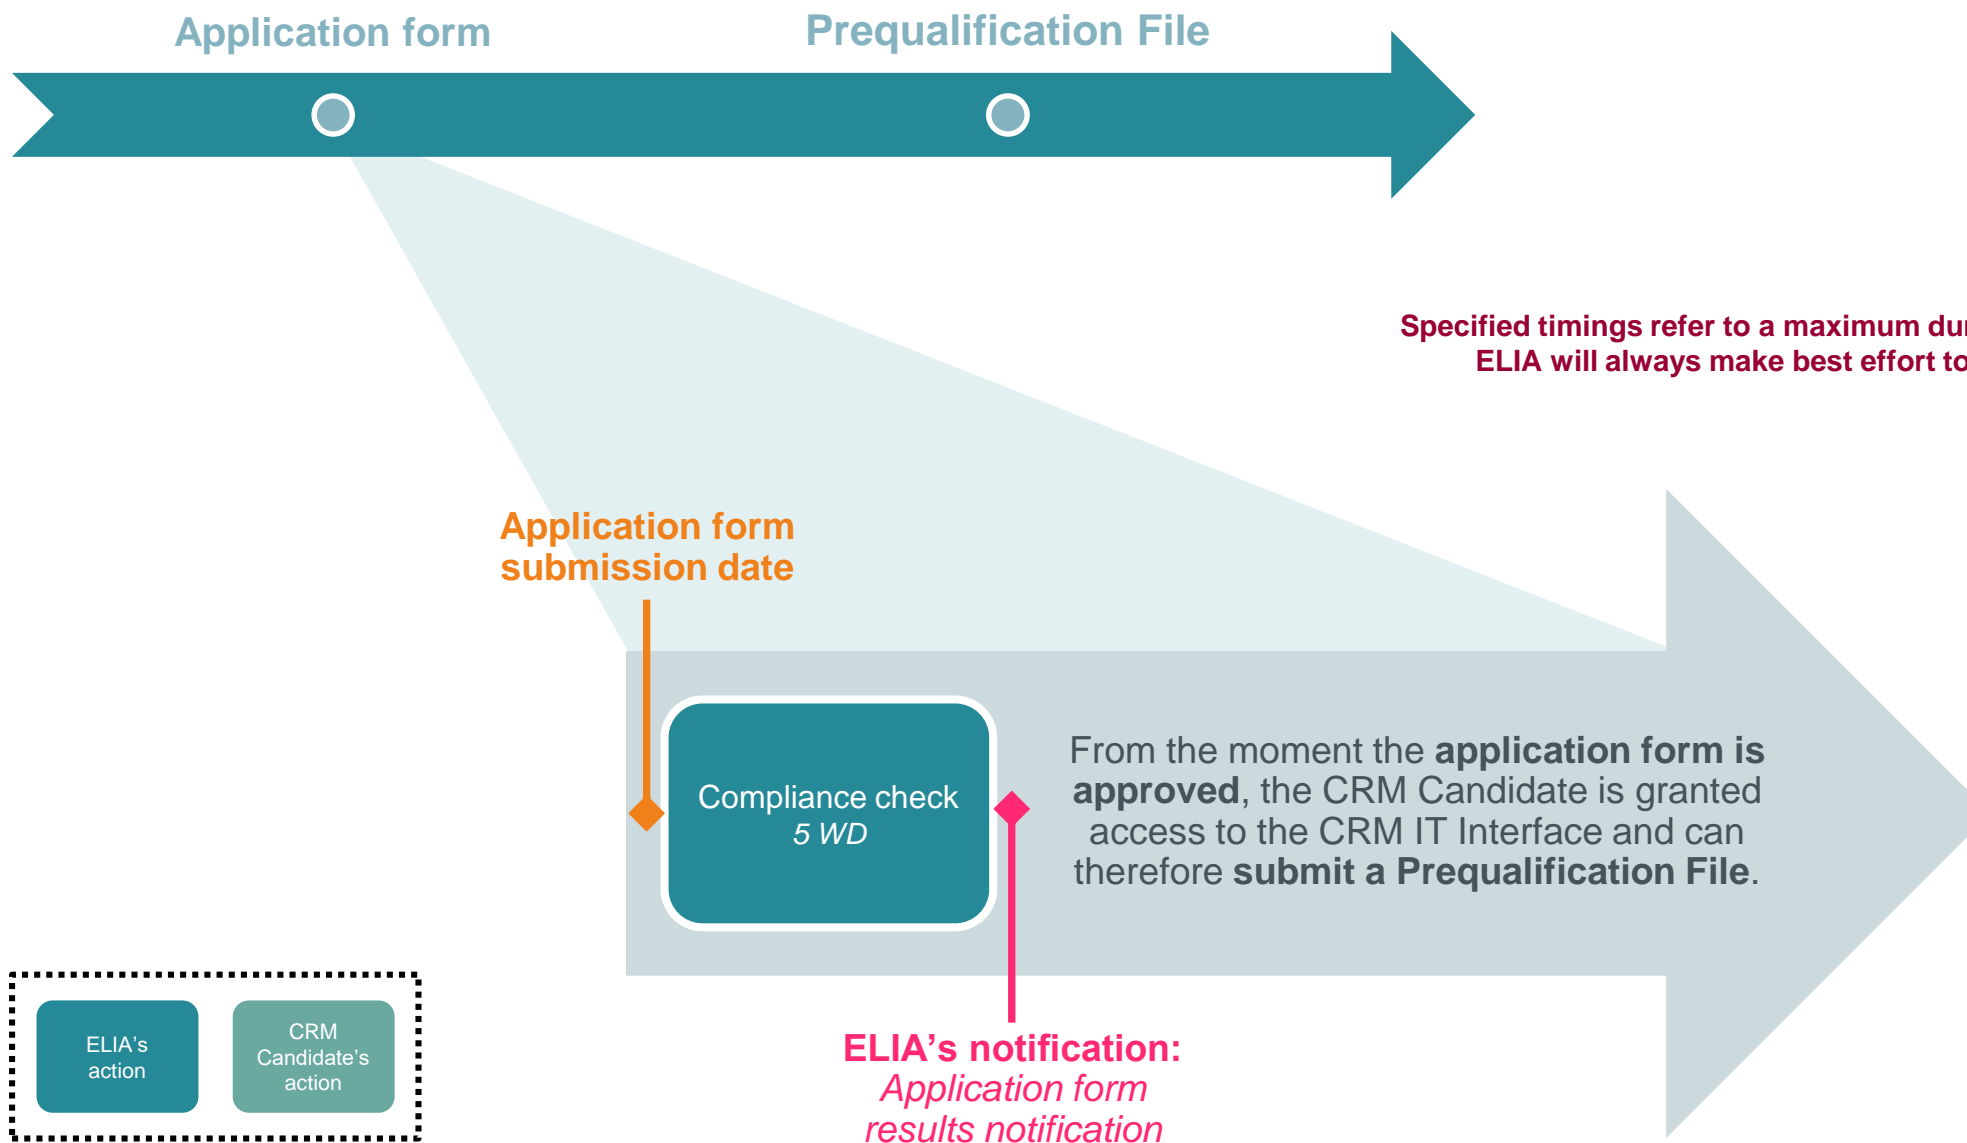 Application form
Prequalification File
Specified timings refer to a maximum
ELIA will always make best effort to
Application form
submission date
Compliance check
5 WD
From the moment the application form is
approved, the CRM Candidate is granted
access to the CRM IT Interface and can
therefore submit a Prequalification File.
ELIA’s
action
CRM
Candidate’s
action
ELIA’s notification:
Application form
results notification